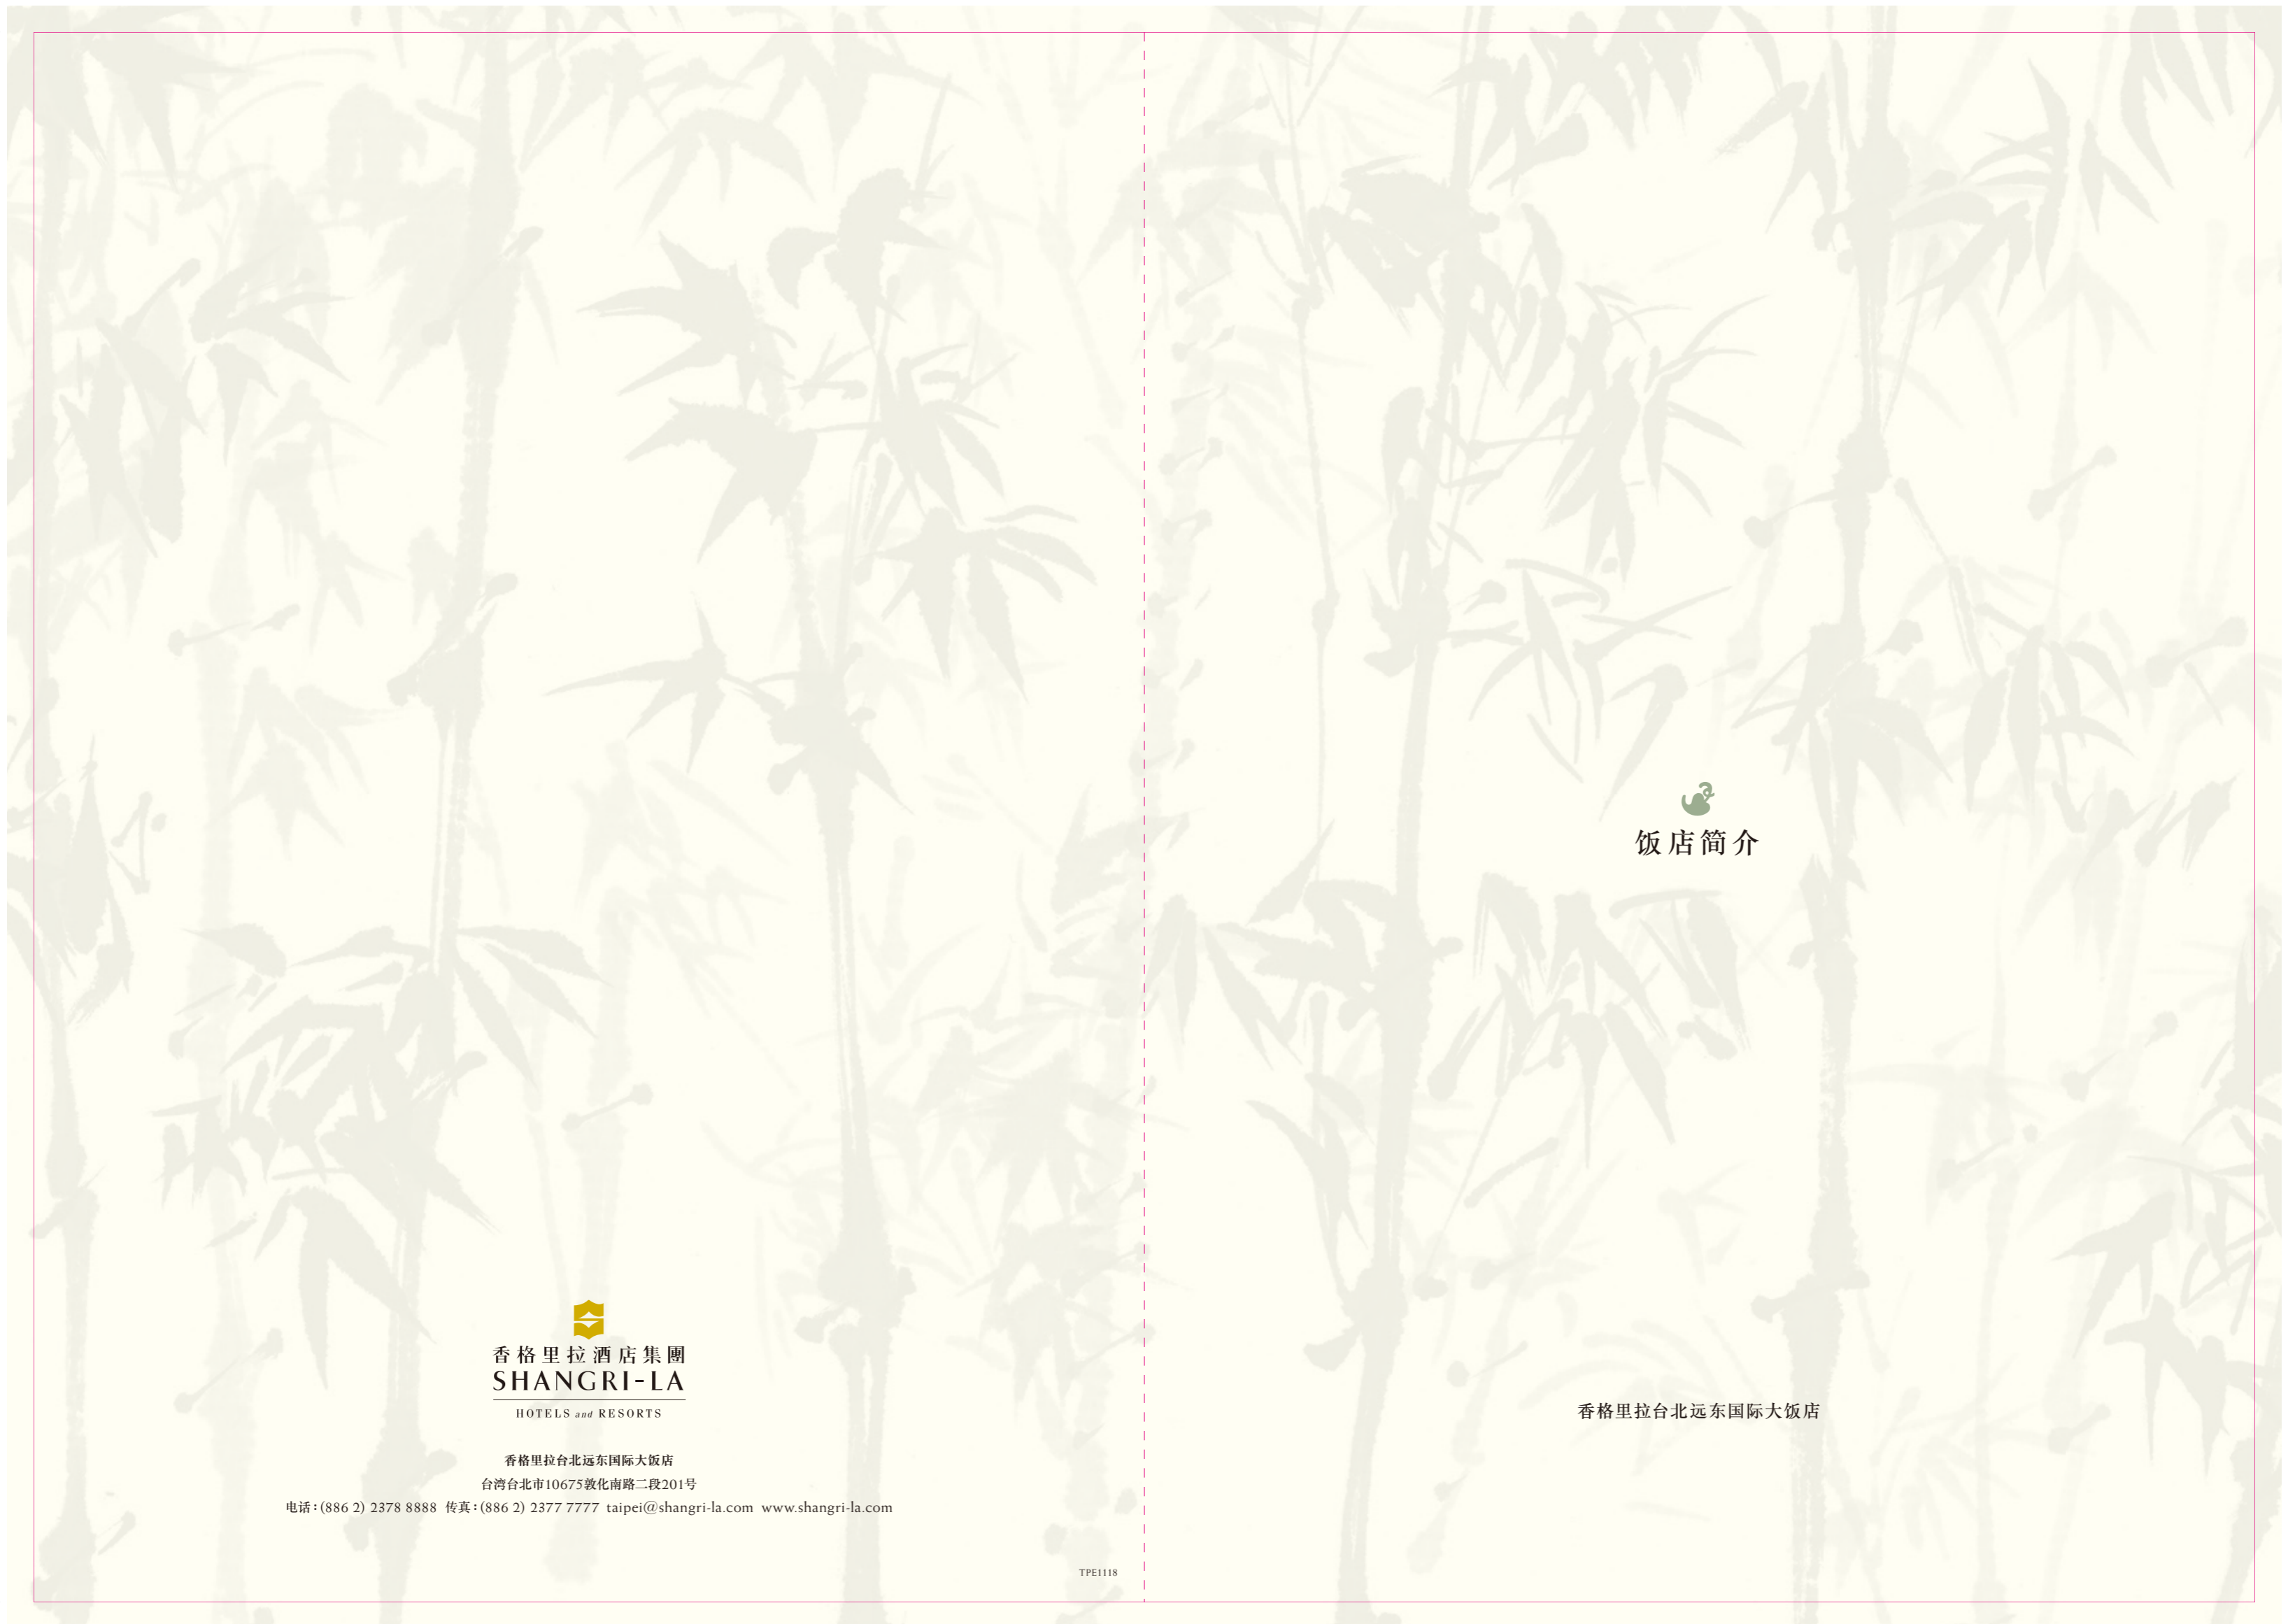 香格里拉酒店集團
SHANGRI-LA
HOTELS and RESORTS
香格里拉台北远东国际大饭店
台湾台北市10675敦化南路二段201号
电话：(886 2) 2378 8888 传真：(886 2) 2377 7777 taipei@shangri-la.com www.shangri-la.com
TPE1118
饭店简介
香格里拉台北远东国际大饭店